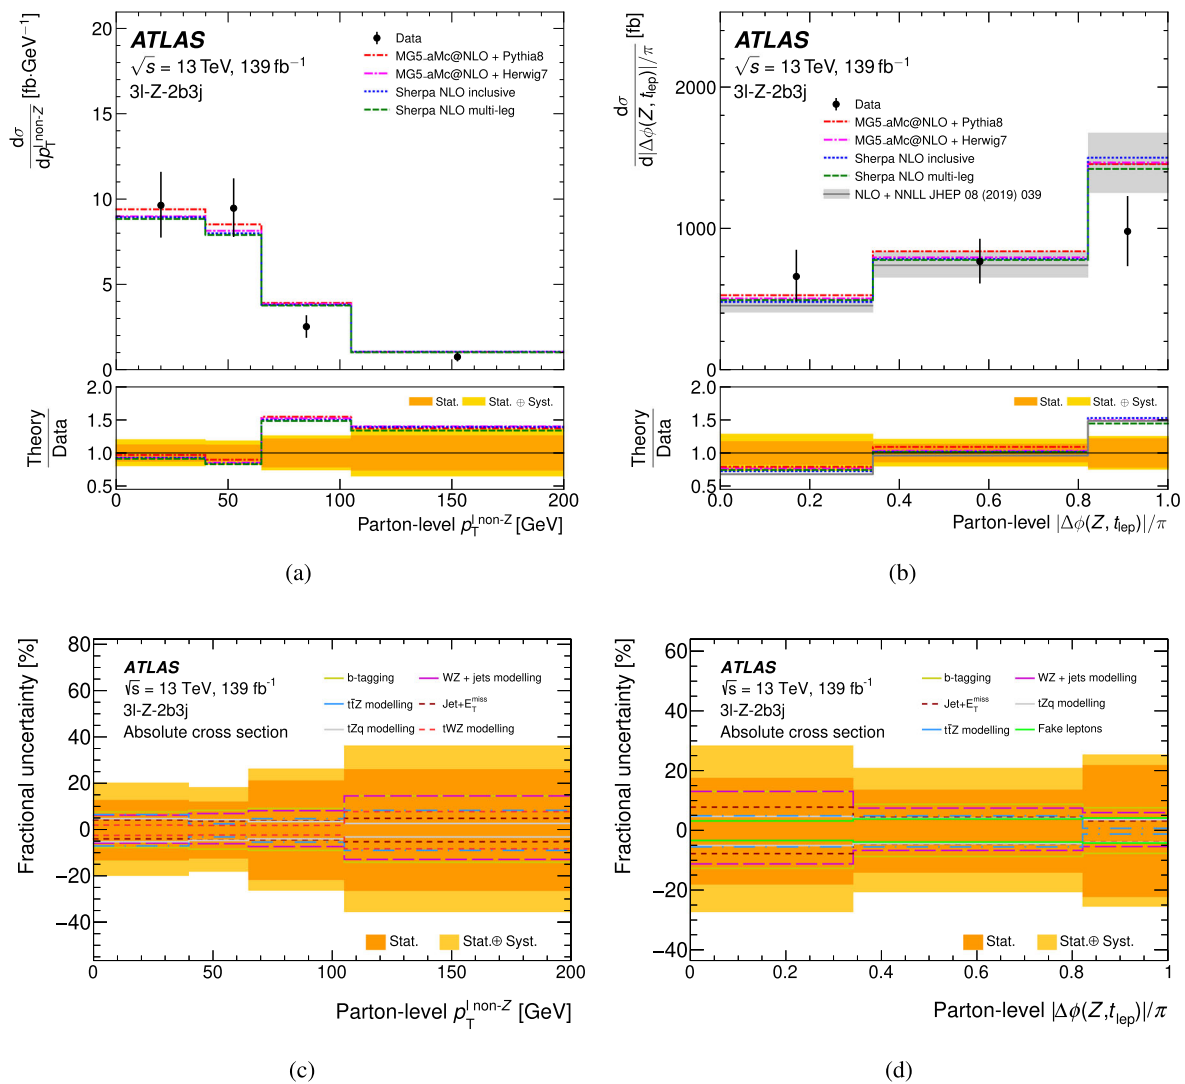 dσ
dp_T^{l non-Z} [fb·GeV⁻¹]
20
15
10
5
0
ATLAS
√s = 13 TeV, 139 fb⁻¹
3l-Z-2b3j
Data
MG5_aMc@NLO + Pythia8
MG5_aMc@NLO + Herwig7
Sherpa NLO inclusive
Sherpa NLO multi-leg
Theory
Data
2.0
1.5
1.0
0.5
Stat. Stat. ⊕ Syst.
0 50 100 150 200
Parton-level p_T^{l non-Z} [GeV]
(a)
dσ
d|Δϕ(Z, t_lep)|/π [fb]
2000
1000
0
ATLAS
√s = 13 TeV, 139 fb⁻¹
3l-Z-2b3j
Data
MG5_aMc@NLO + Pythia8
MG5_aMc@NLO + Herwig7
Sherpa NLO inclusive
Sherpa NLO multi-leg
NLO + NNLL JHEP 08 (2019) 039
Theory
Data
2.0
1.5
1.0
0.5
Stat. Stat. ⊕ Syst.
0.0 0.2 0.4 0.6 0.8 1.0
Parton-level |Δϕ(Z, t_lep)|/π
(b)
Fractional uncertainty [%]
80
60
40
20
0
−20
−40
ATLAS
√s = 13 TeV, 139 fb⁻¹
3l-Z-2b3j
Absolute cross section
b-tagging WZ + jets modelling
tt̄Z modelling Jet+E_T^miss
tZq modelling tWZ modelling
Stat. Stat.⊕ Syst.
0 50 100 150 200
Parton-level p_T^{l non-Z} [GeV]
(c)
Fractional uncertainty [%]
60
40
20
0
−20
−40
ATLAS
√s = 13 TeV, 139 fb⁻¹
3l-Z-2b3j
Absolute cross section
b-tagging WZ + jets modelling
Jet+E_T^miss tZq modelling
tt̄Z modelling Fake leptons
Stat. Stat.⊕ Syst.
0 0.2 0.4 0.6 0.8 1
Parton-level |Δϕ(Z,t_lep)|/π
(d)